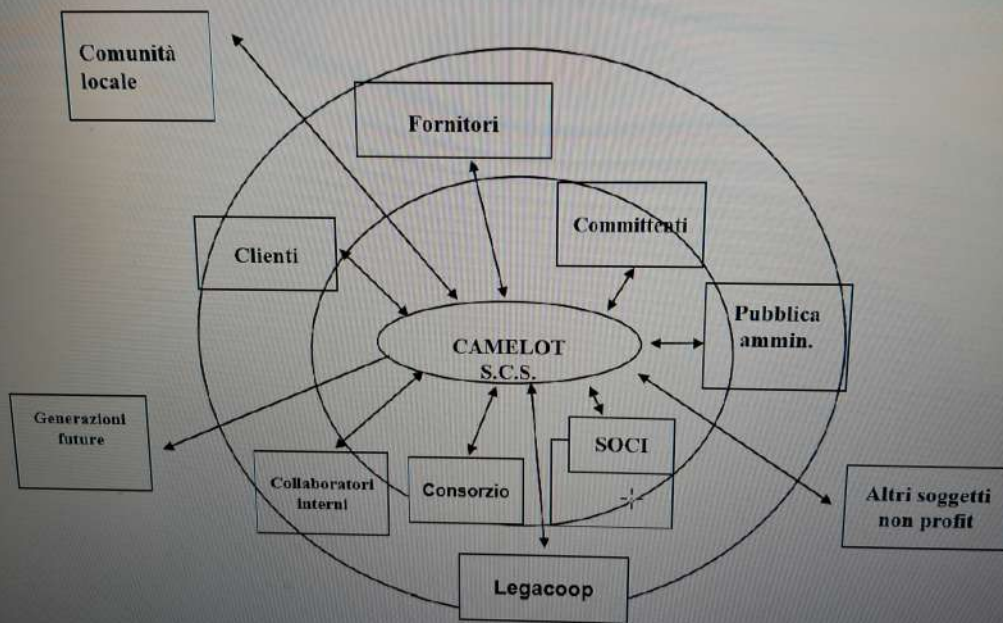 Comunità
locale
Fornitori
Committenti
Clienti
Pubblica
ammin.
CAMELOT
S.C.S.
Generazioni
future
SOCI
Collaboratori
interni
Consorzio
Altri soggetti
non profit
Legacoop